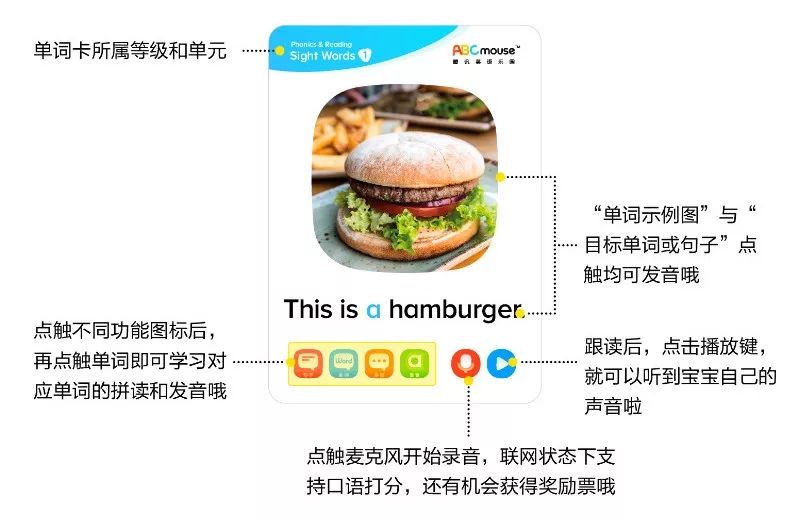 单词卡所属等级和单元
Phonics & Reading
Sight Words 1
ABCmouse™
腾讯英语乐园
“单词示例图”与“
目标单词或句子”点
触均可发音哦
This is a hamburger
点触不同功能图标后，
再点触单词即可学习对
应单词的拼读和发音哦
Word
a
跟读后，点击播放键，
就可以听到宝宝自己的
声音啦
点触麦克风开始录音，联网状态下支
持口语打分，还有机会获得奖励票哦